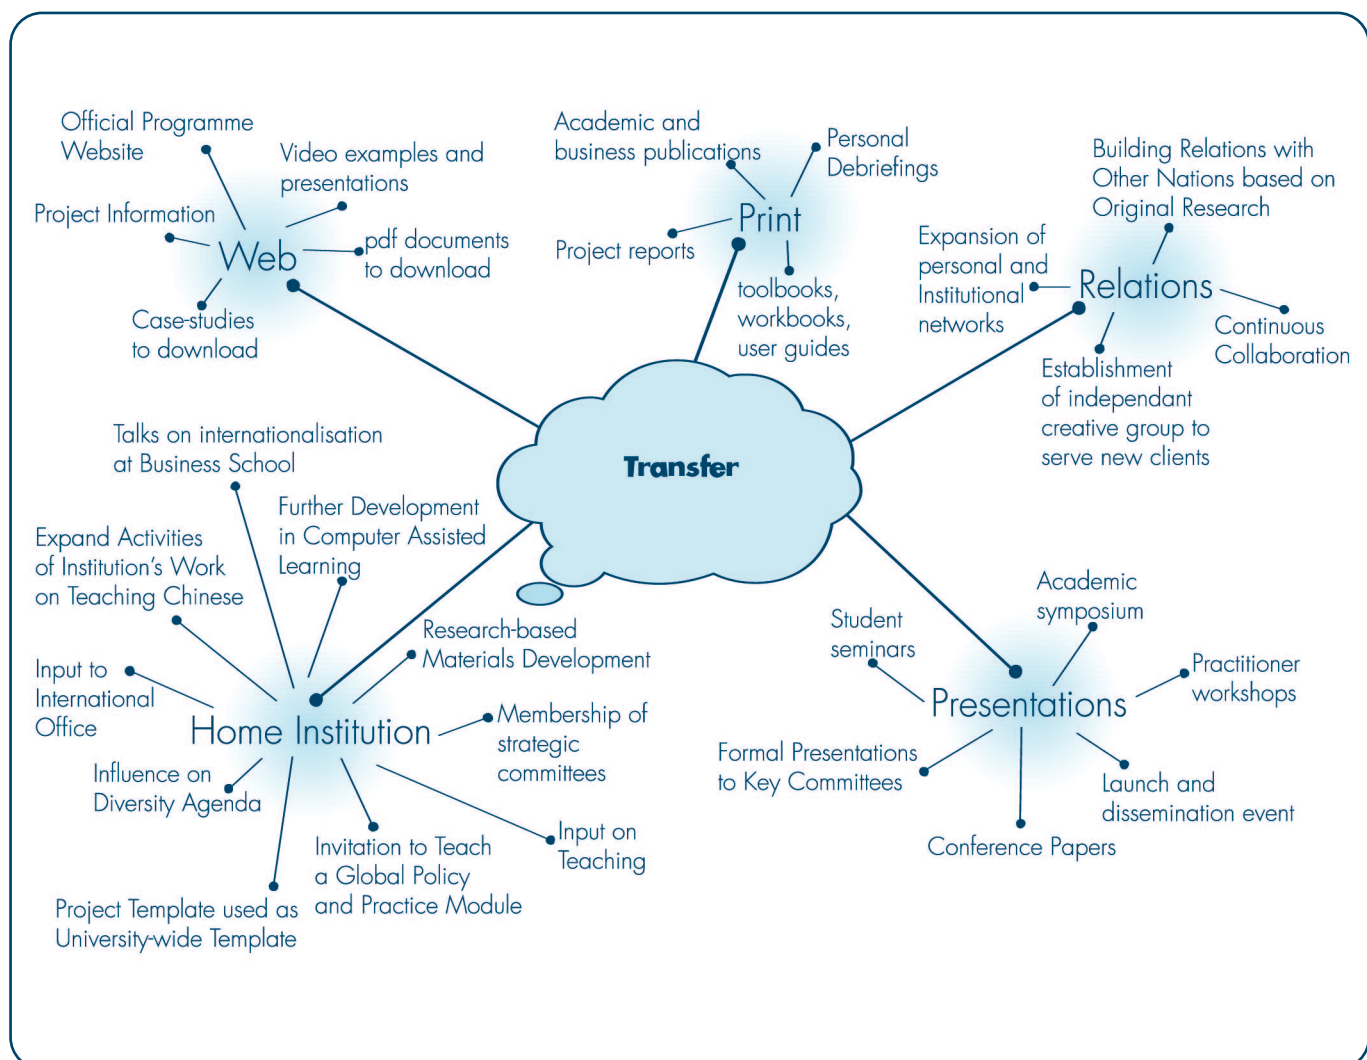 Official Programme
Website
Video examples and
presentations
Project Information
Web
pdf documents
to download
Case-studies
to download
Academic and
business publications
Personal
Debriefings
Print
Project reports
toolbooks,
workbooks,
user guides
Building Relations with
Other Nations based on
Original Research
Expansion of
personal and
Institutional
networks
Relations
Continuous
Collaboration
Establishment
of independant
creative group to
serve new clients
Transfer
Talks on internationalisation
at Business School
Further Development
in Computer Assisted
Learning
Expand Activities
of Institution's Work
on Teaching Chinese
Research-based
Materials Development
Input to
International
Office
Home Institution
Membership of
strategic
committees
Influence on
Diversity Agenda
Input on
Teaching
Invitation to Teach
a Global Policy
and Practice Module
Project Template used as
University-wide Template
Academic
symposium
Student
seminars
Practitioner
workshops
Presentations
Formal Presentations
to Key Committees
Launch and
dissemination event
Conference Papers